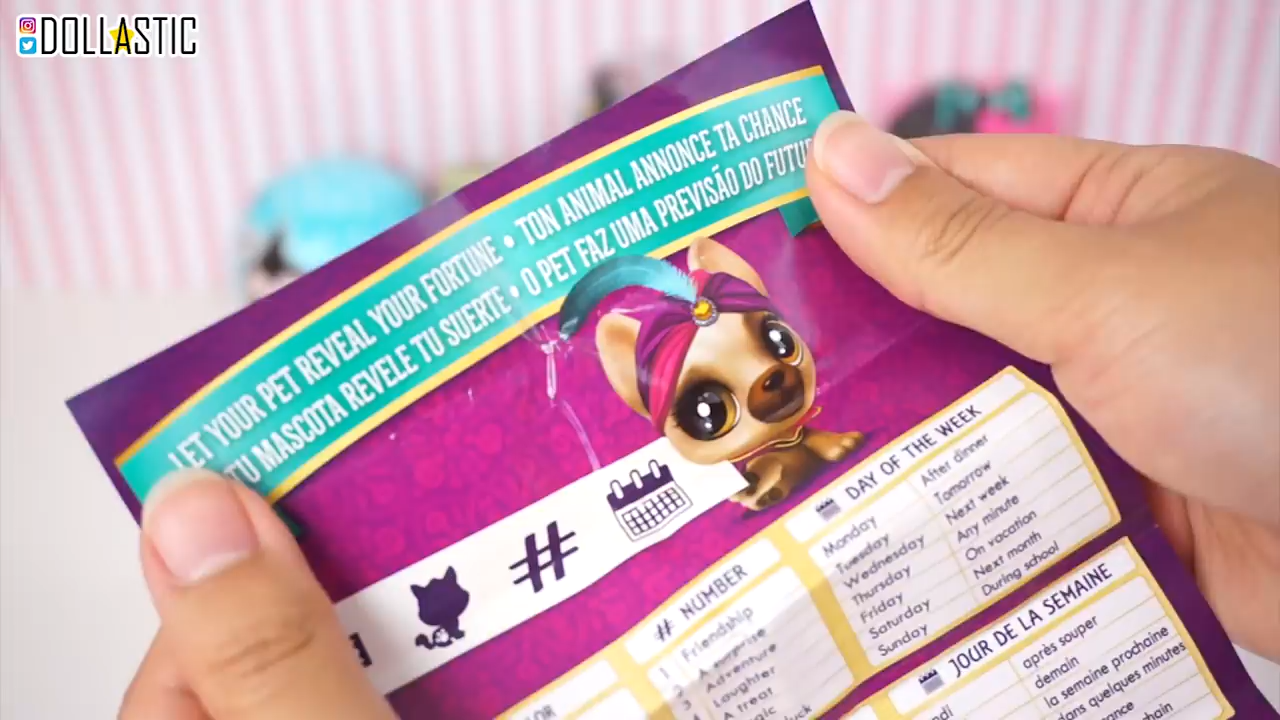 DOLLASTIC
LET YOUR PET REVEAL YOUR FORTUNE • TON ANIMAL ANNONCE TA CHANCE
TU MASCOTA REVELE TU SUERTE • O PET FAZ UMA PREVISÃO DO
#
DAY OF THE WEEK
Monday
Tuesday
Wednesday
Thursday
Friday
Saturday
Sunday
After dinner
Tomorrow
Next week
Any minute
On vacation
Next month
During school
# NUMBER
1 Friendship
Adventure
Laughter
A treat
JOUR DE LA SEMAINE
après souper
demain
la semaine prochaine
dans quelques minutes